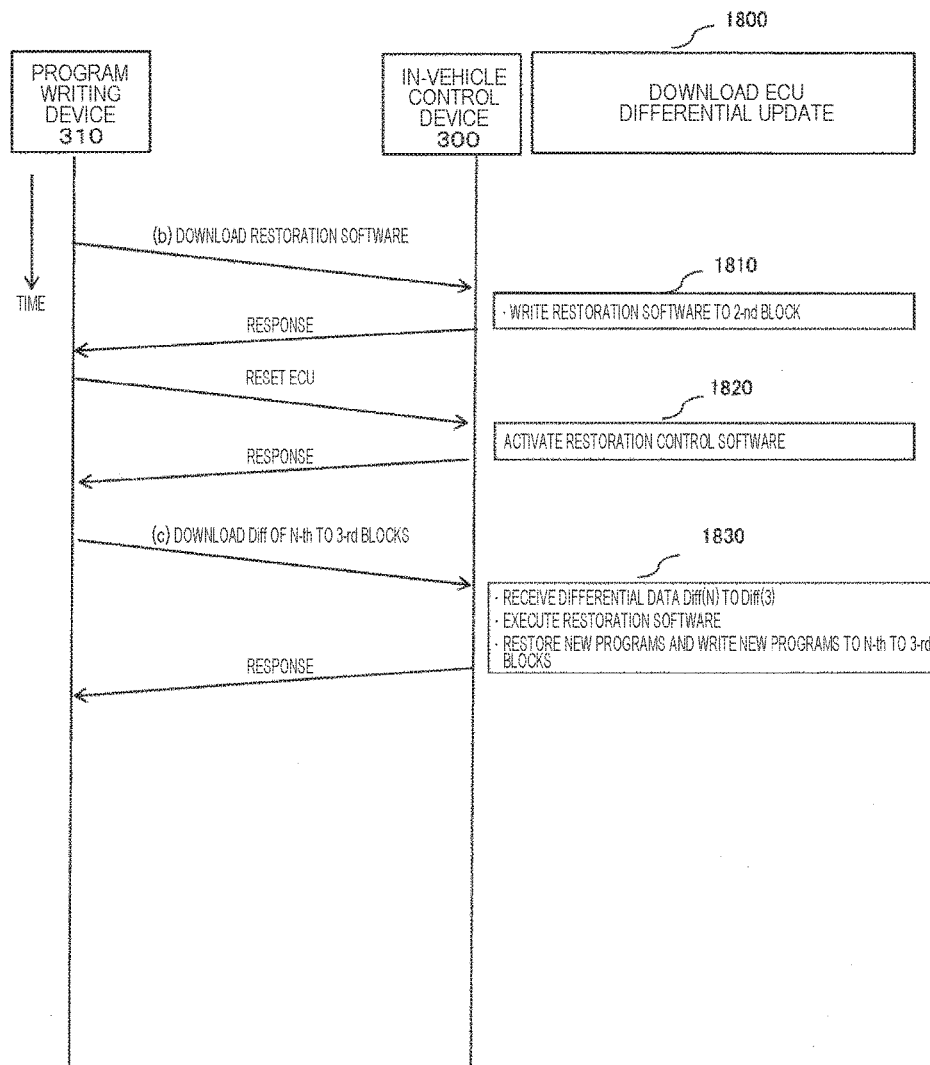 1800
PROGRAM
WRITING
DEVICE
310
IN-VEHICLE
CONTROL
DEVICE
300
DOWNLOAD ECU
DIFFERENTIAL UPDATE
TIME
(b) DOWNLOAD RESTORATION SOFTWARE
1810
· WRITE RESTORATION SOFTWARE TO 2-nd BLOCK
RESPONSE
RESET ECU
1820
ACTIVATE RESTORATION CONTROL SOFTWARE
RESPONSE
(c) DOWNLOAD Diff OF N-th TO 3-rd BLOCKS
1830
· RECEIVE DIFFERENTIAL DATA Diff(N) TO Diff(3)
· EXECUTE RESTORATION SOFTWARE
· RESTORE NEW PROGRAMS AND WRITE NEW PROGRAMS TO N-th TO 3-rd
BLOCKS
RESPONSE